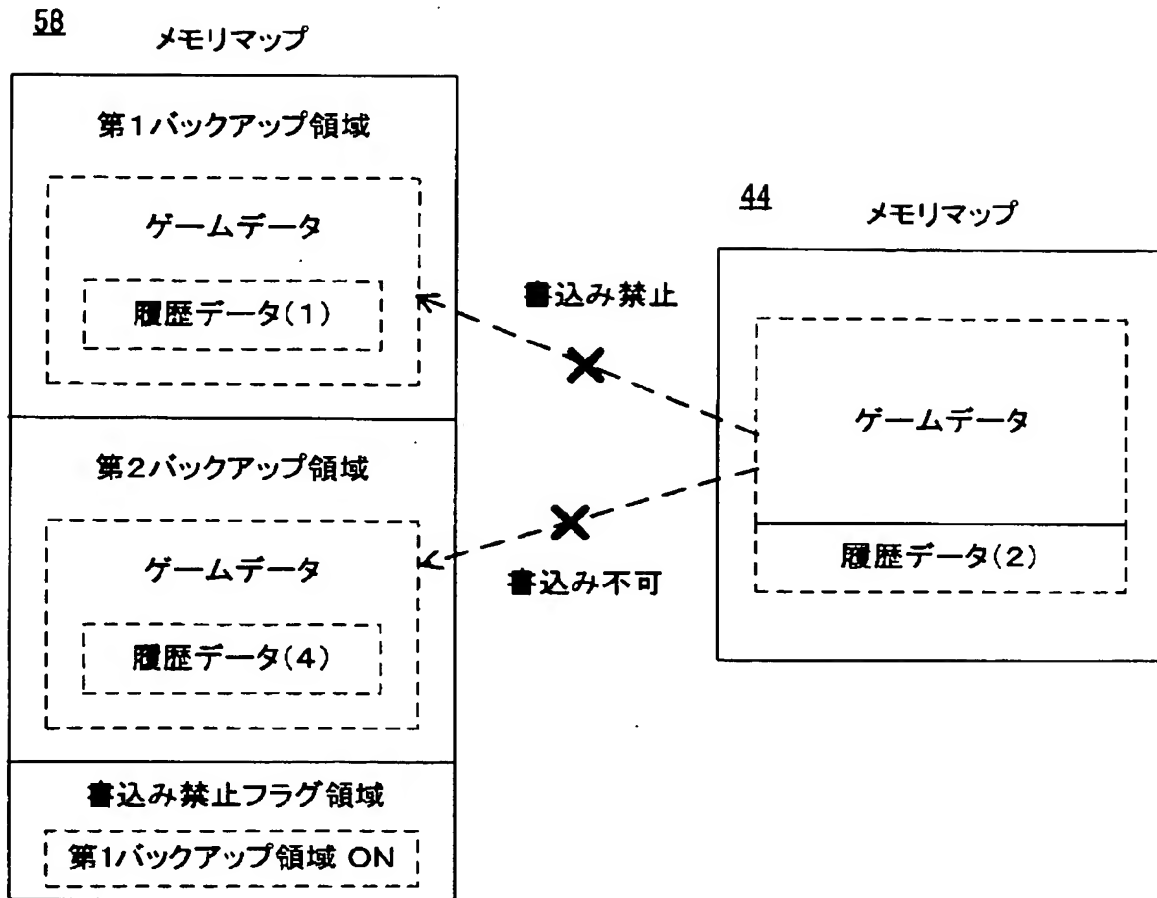 58
メモリマップ
第1バックアップ領域
ゲームデータ
履歴データ(1)
第2バックアップ領域
ゲームデータ
履歴データ(4)
書込み禁止フラグ領域
第1バックアップ領域 ON
書込み禁止
書込み不可
44
メモリマップ
ゲームデータ
履歴データ(2)